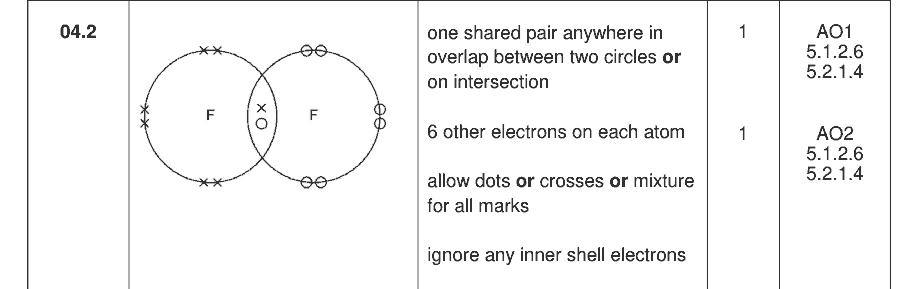 04.2
F
F
one shared pair anywhere in
overlap between two circles or
on intersection
1
AO1
5.1.2.6
5.2.1.4
6 other electrons on each atom
1
AO2
5.1.2.6
5.2.1.4
allow dots or crosses or mixture
for all marks
ignore any inner shell electrons